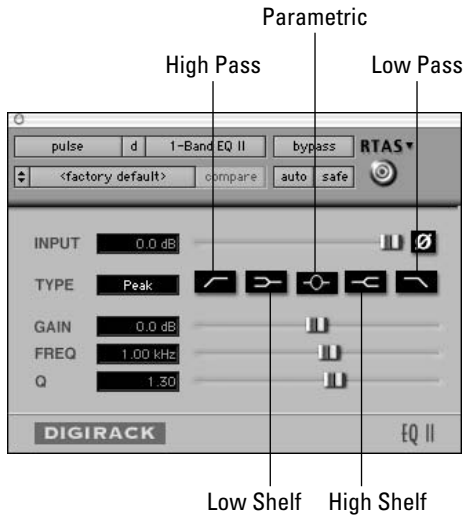 Parametric
High Pass Low Pass
pulse d 1-Band EQ II bypass RTAS
<factory default> compare auto safe
INPUT 0.0 dB Ø
TYPE Peak
GAIN 0.0 dB
FREQ 1.00 kHz
Q 1.30
DIGIRACK EQ II
Low Shelf High Shelf